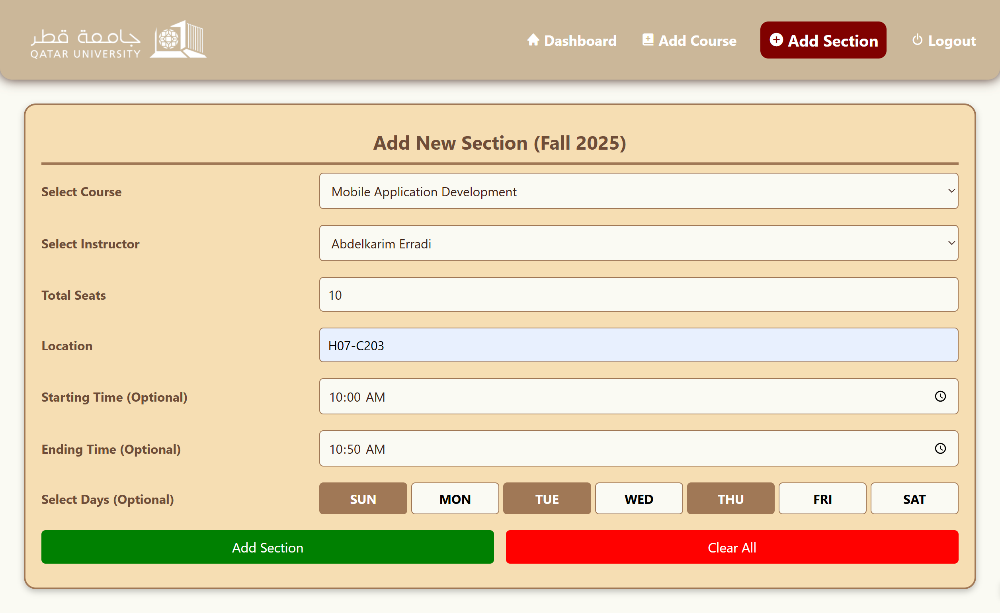 جامعة قطر
QATAR UNIVERSITY
Dashboard
Add Course
Add Section
Logout
Add New Section (Fall 2025)
Select Course
Mobile Application Development
Select Instructor
Abdelkarim Erradi
Total Seats
10
Location
H07-C203
Starting Time (Optional)
10:00 AM
Ending Time (Optional)
10:50 AM
Select Days (Optional)
SUN
MON
TUE
WED
THU
FRI
SAT
Add Section
Clear All